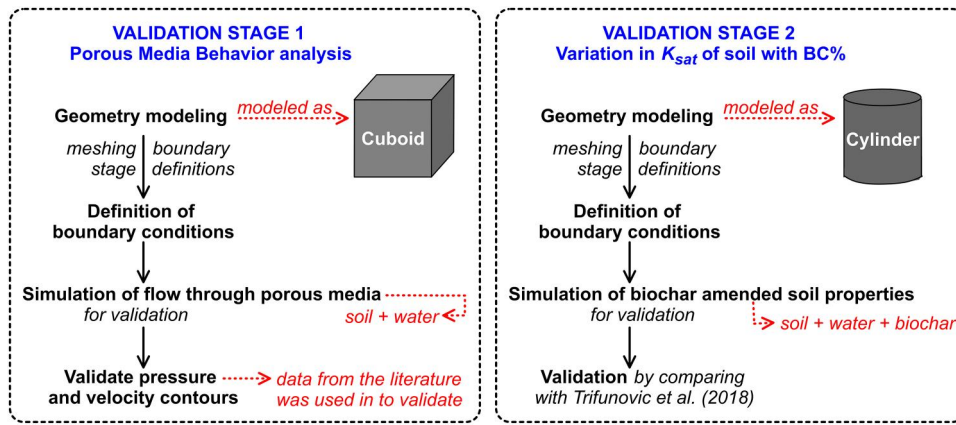 VALIDATION STAGE 1
Porous Media Behavior analysis
Geometry modeling
modeled as
Cuboid
meshing
stage
boundary
definitions
Definition of
boundary conditions
Simulation of flow through porous media
for validation
soil + water
Validate pressure
and velocity contours
data from the literature
was used in to validate
VALIDATION STAGE 2
Variation in Ksat of soil with BC%
Geometry modeling
modeled as
Cylinder
meshing
stage
boundary
definitions
Definition of
boundary conditions
Simulation of biochar amended soil properties
for validation
soil + water + biochar
Validation by comparing
with Trifunovic et al. (2018)